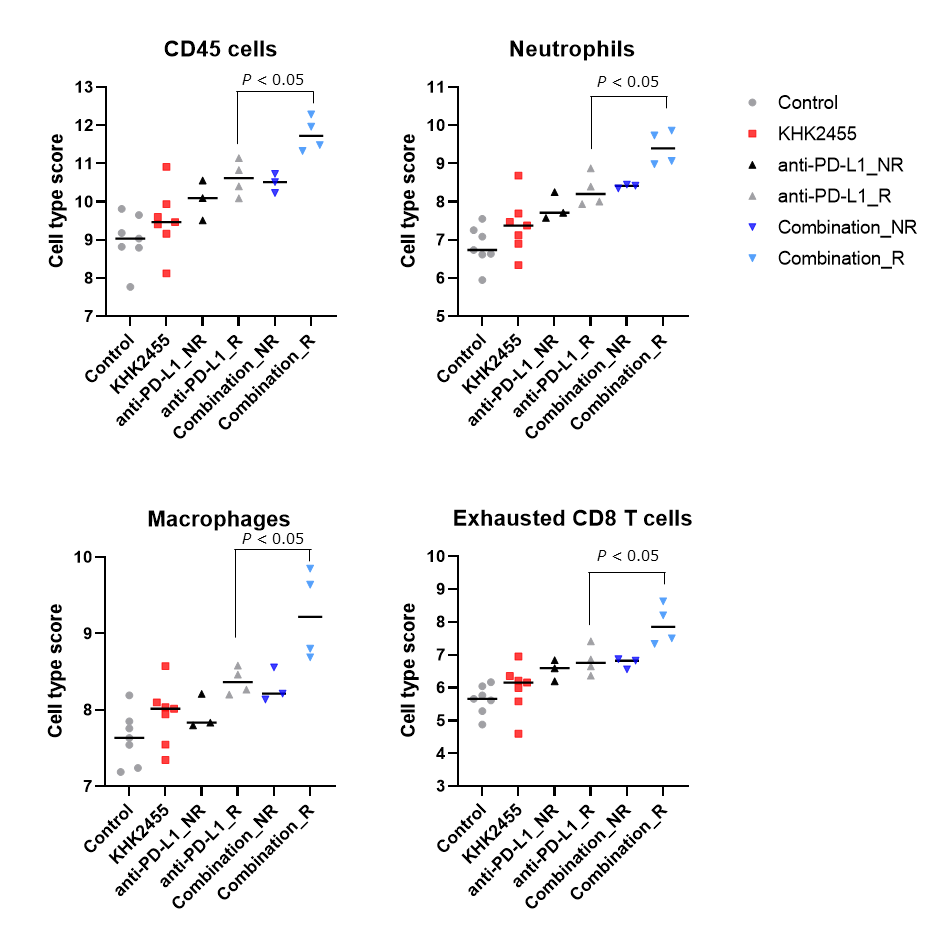 CD45 cells
P < 0.05
13
12
11
10
9
8
7
Cell type score
Control
KHK2455
anti-PD-L1_NR
anti-PD-L1_R
Combination_NR
Combination_R
Neutrophils
P < 0.05
11
10
9
8
7
6
5
Cell type score
Control
KHK2455
anti-PD-L1_NR
anti-PD-L1_R
Combination_NR
Combination_R
Control
KHK2455
anti-PD-L1_NR
anti-PD-L1_R
Combination_NR
Combination_R
Macrophages
P < 0.05
10
9
8
7
Cell type score
Control
KHK2455
anti-PD-L1_NR
anti-PD-L1_R
Combination_NR
Combination_R
Exhausted CD8 T cells
P < 0.05
10
9
8
7
6
5
4
3
Cell type score
Control
KHK2455
anti-PD-L1_NR
anti-PD-L1_R
Combination_NR
Combination_R